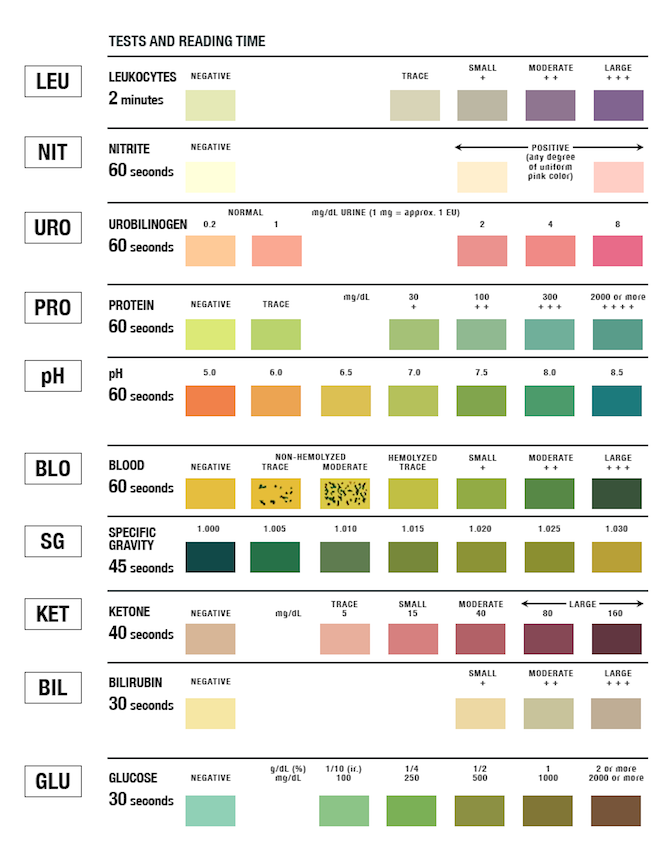 TESTS AND READING TIME
LEU
LEUKOCYTES
2 minutes
NEGATIVE
TRACE
SMALL
+
MODERATE
+ +
LARGE
+ + +
NIT
NITRITE
60 seconds
NEGATIVE
POSITIVE
(any degree
of uniform
pink color)
URO
UROBILINOGEN
60 seconds
NORMAL
mg/dL URINE (1 mg = approx. 1 EU)
0.2 1 2 4 8
PRO
PROTEIN
60 seconds
NEGATIVE
TRACE
mg/dL
30
+
100
+ +
300
+ + +
2000 or more
+ + + +
pH
pH
60 seconds
5.0 6.0 6.5 7.0 7.5 8.0 8.5
BLO
BLOOD
60 seconds
NEGATIVE
NON-HEMOLYZED
TRACE MODERATE
HEMOLYZED
TRACE
SMALL
+
MODERATE
+ +
LARGE
+ + +
SG
SPECIFIC
GRAVITY
45 seconds
1.000 1.005 1.010 1.015 1.020 1.025 1.030
KET
KETONE
40 seconds
NEGATIVE
mg/dL
TRACE
5
SMALL
15
MODERATE
40
LARGE
80 160
BIL
BILIRUBIN
30 seconds
NEGATIVE
SMALL
+
MODERATE
+ +
LARGE
+ + +
GLU
GLUCOSE
30 seconds
NEGATIVE
g/dL (%)
mg/dL
1/10 (ir.)
100
1/4
250
1/2
500
1
1000
2 or more
2000 or more